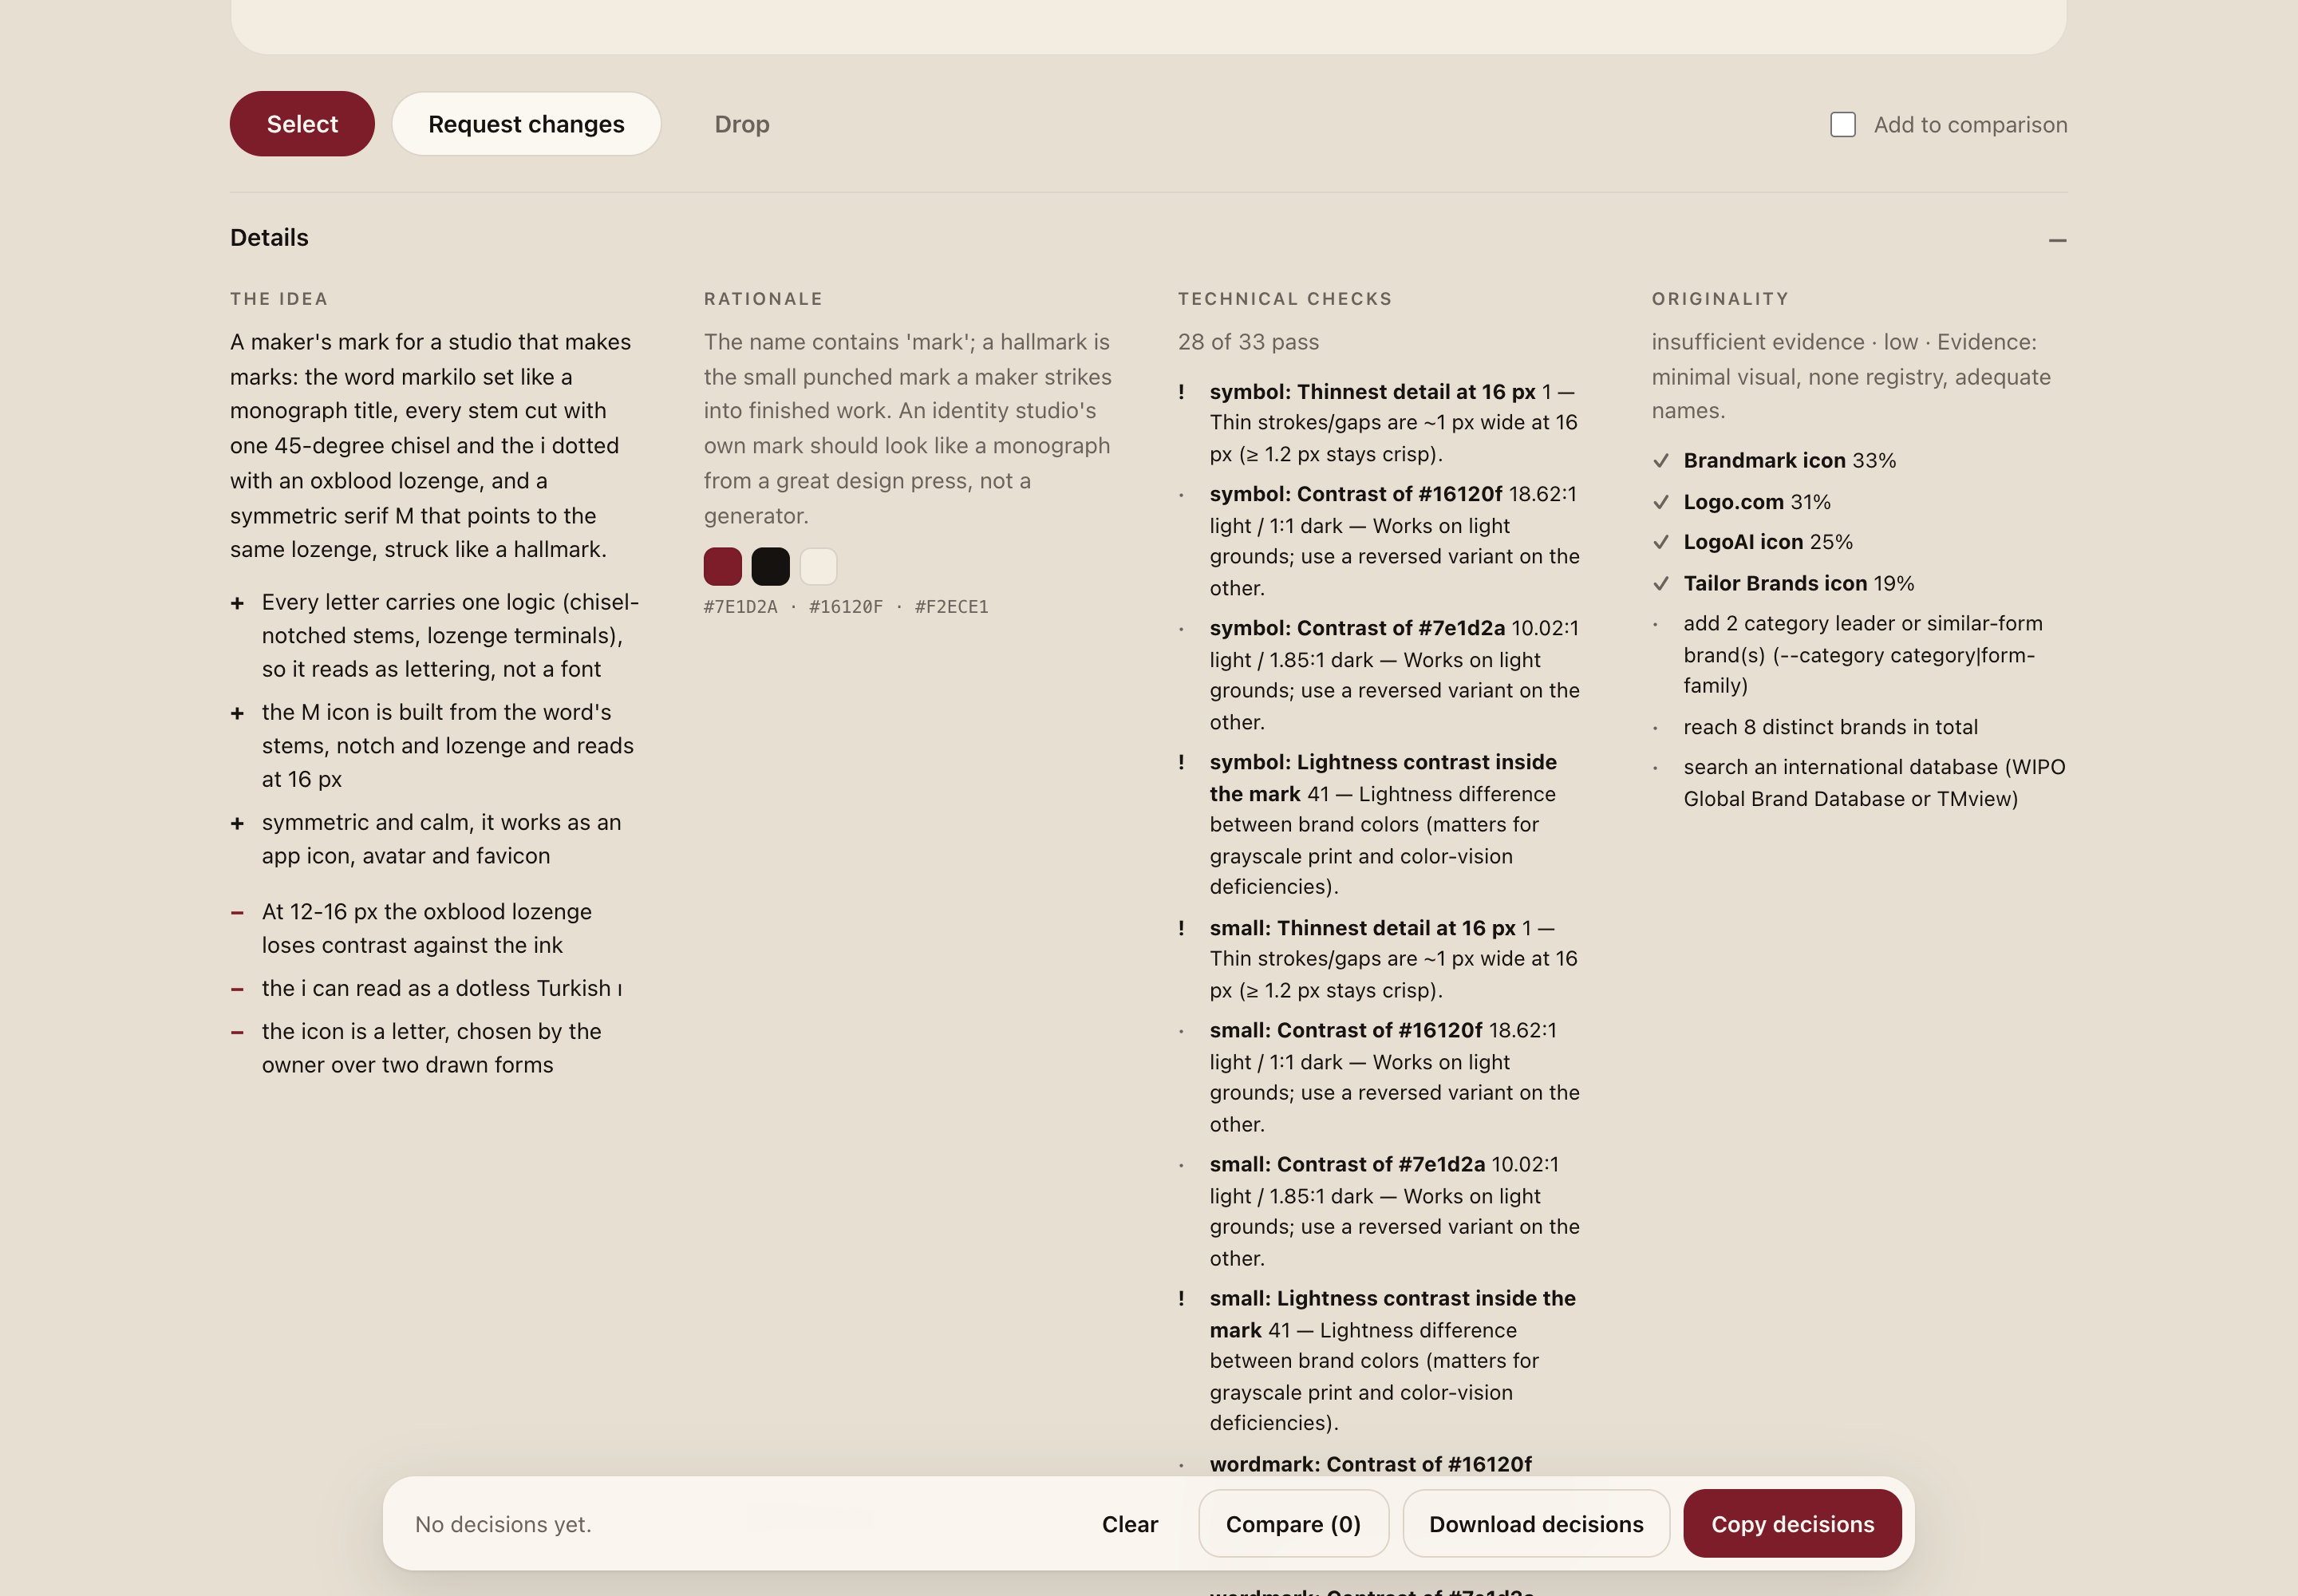 Select
Request changes
Drop
Add to comparison
Details
–
THE IDEA
A maker's mark for a studio that makes
marks: the word markilo set like a
monograph title, every stem cut with
one 45-degree chisel and the i dotted
with an oxblood lozenge, and a
symmetric serif M that points to the
same lozenge, struck like a hallmark.
+ Every letter carries one logic (chisel-
notched stems, lozenge terminals),
so it reads as lettering, not a font
+ the M icon is built from the word's
stems, notch and lozenge and reads
at 16 px
+ symmetric and calm, it works as an
app icon, avatar and favicon
– At 12-16 px the oxblood lozenge
loses contrast against the ink
– the i can read as a dotless Turkish ı
– the icon is a letter, chosen by the
owner over two drawn forms
RATIONALE
The name contains 'mark'; a hallmark is
the small punched mark a maker strikes
into finished work. An identity studio's
own mark should look like a monograph
from a great design press, not a
generator.
#7E1D2A · #16120F · #F2ECE1
TECHNICAL CHECKS
28 of 33 pass
! symbol: Thinnest detail at 16 px 1 —
Thin strokes/gaps are ~1 px wide at 16
px (≥ 1.2 px stays crisp).
· symbol: Contrast of #16120f 18.62:1
light / 1:1 dark — Works on light
grounds; use a reversed variant on the
other.
· symbol: Contrast of #7e1d2a 10.02:1
light / 1.85:1 dark — Works on light
grounds; use a reversed variant on the
other.
! symbol: Lightness contrast inside
the mark 41 — Lightness difference
between brand colors (matters for
grayscale print and color-vision
deficiencies).
! small: Thinnest detail at 16 px 1 —
Thin strokes/gaps are ~1 px wide at 16
px (≥ 1.2 px stays crisp).
· small: Contrast of #16120f 18.62:1
light / 1:1 dark — Works on light
grounds; use a reversed variant on the
other.
· small: Contrast of #7e1d2a 10.02:1
light / 1.85:1 dark — Works on light
grounds; use a reversed variant on the
other.
! small: Lightness contrast inside the
mark 41 — Lightness difference
between brand colors (matters for
grayscale print and color-vision
deficiencies).
· wordmark: Contrast of #16120f
ORIGINALITY
insufficient evidence · low · Evidence:
minimal visual, none registry, adequate
names.
✓ Brandmark icon 33%
✓ Logo.com 31%
✓ LogoAI icon 25%
✓ Tailor Brands icon 19%
· add 2 category leader or similar-form
brand(s) (--category category|form-
family)
· reach 8 distinct brands in total
· search an international database (WIPO
Global Brand Database or TMview)
No decisions yet.
Clear
Compare (0)
Download decisions
Copy decisions